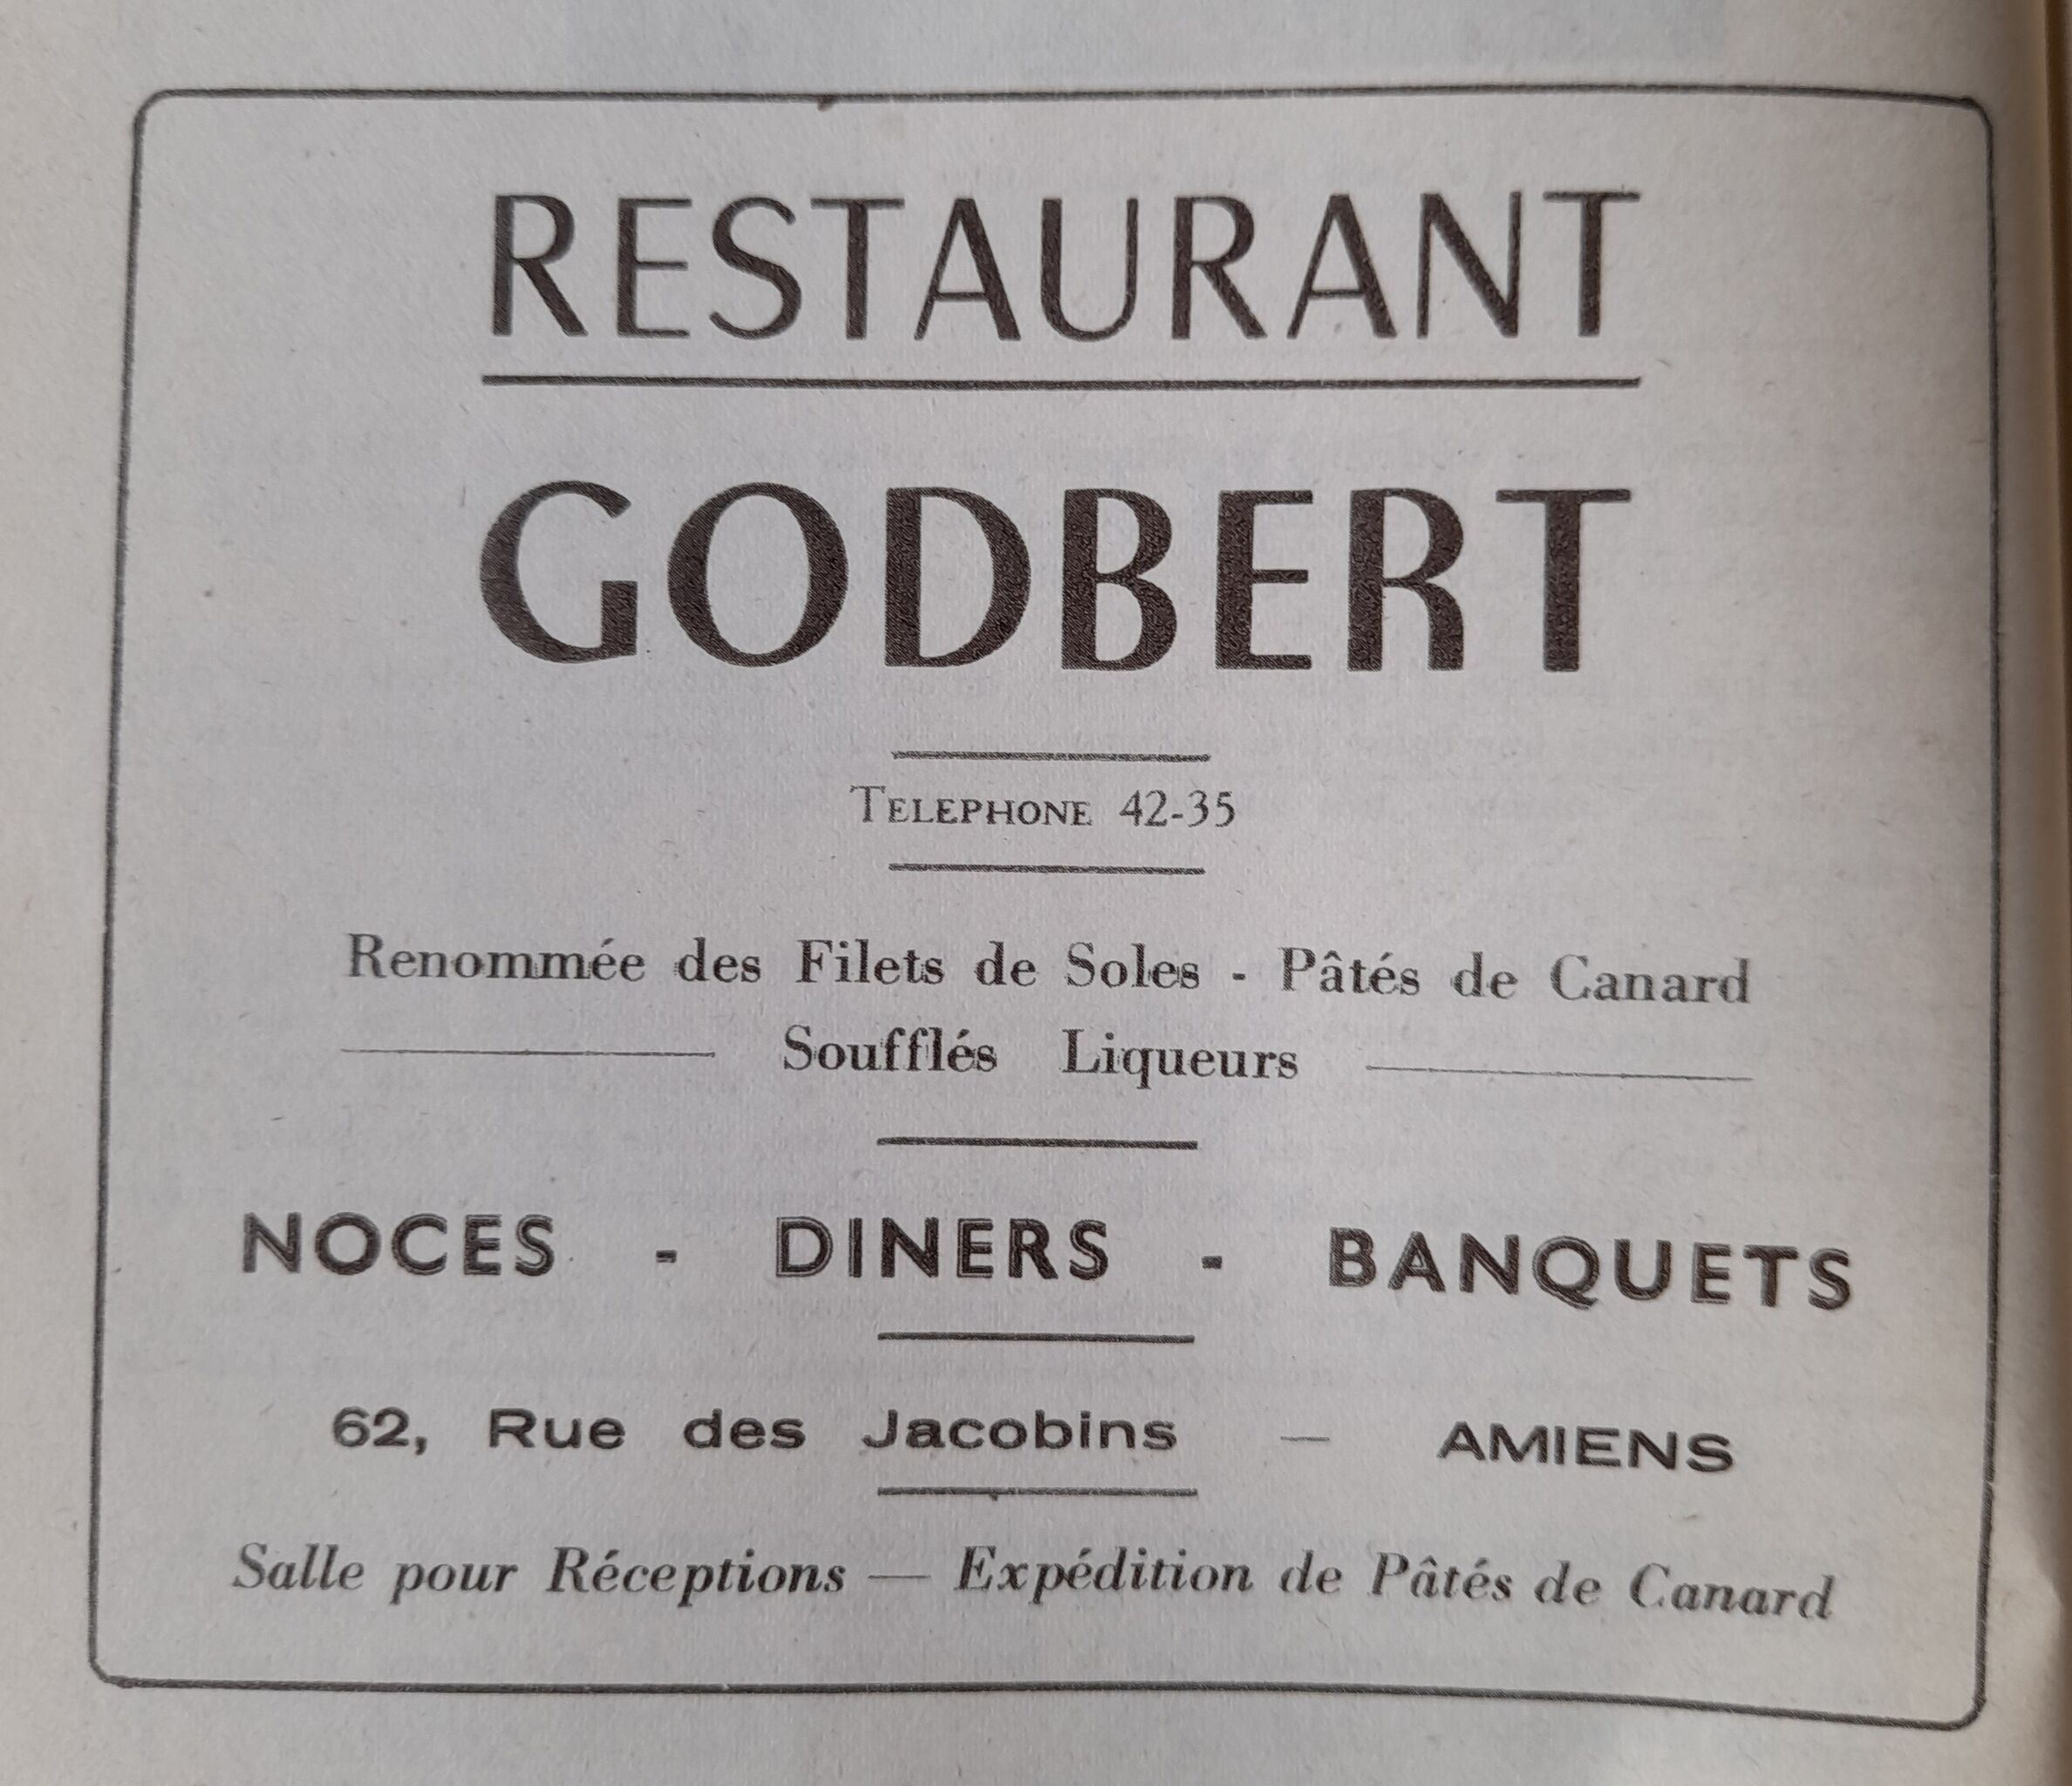 RESTAURANT
GODBERT
TELEPHONE 42-35
Renommée des Filets de Soles - Pâtés de Canard
Soufflés Liqueurs
NOCES - DINERS - BANQUETS
62, Rue des Jacobins — AMIENS
Salle pour Réceptions — Expédition de Pâtés de Canard